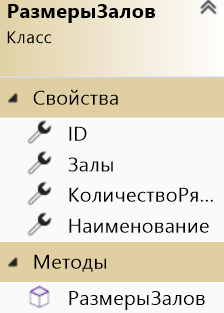 РазмерыЗалов
Класс
Свойства
ID
Залы
КоличествоРя...
Наименование
Методы
РазмерыЗалов